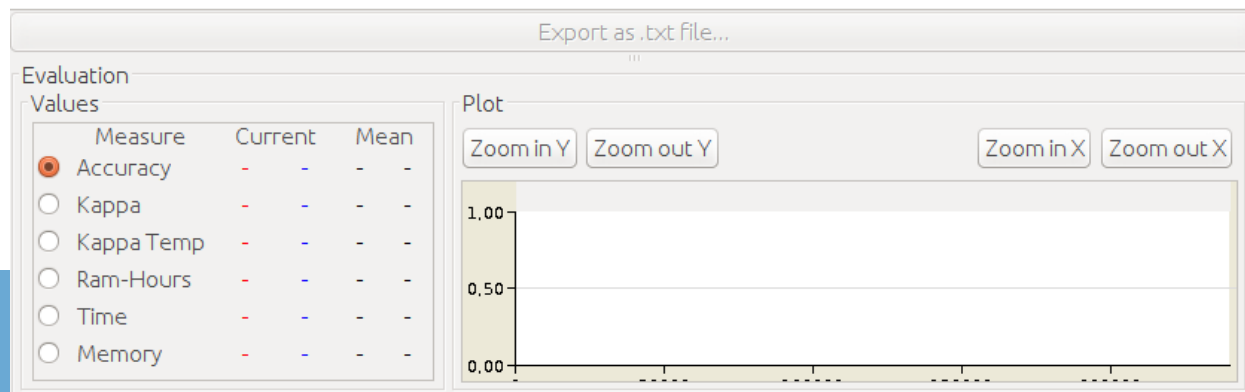 Export as .txt file...
Evaluation
Values
Measure Current Mean
Accuracy - - - -
Kappa - - - -
Kappa Temp - - - -
Ram-Hours - - - -
Time - - - -
Memory - - - -
Plot
Zoom in Y Zoom out Y Zoom in X Zoom out X
1,00
0,50
0,00